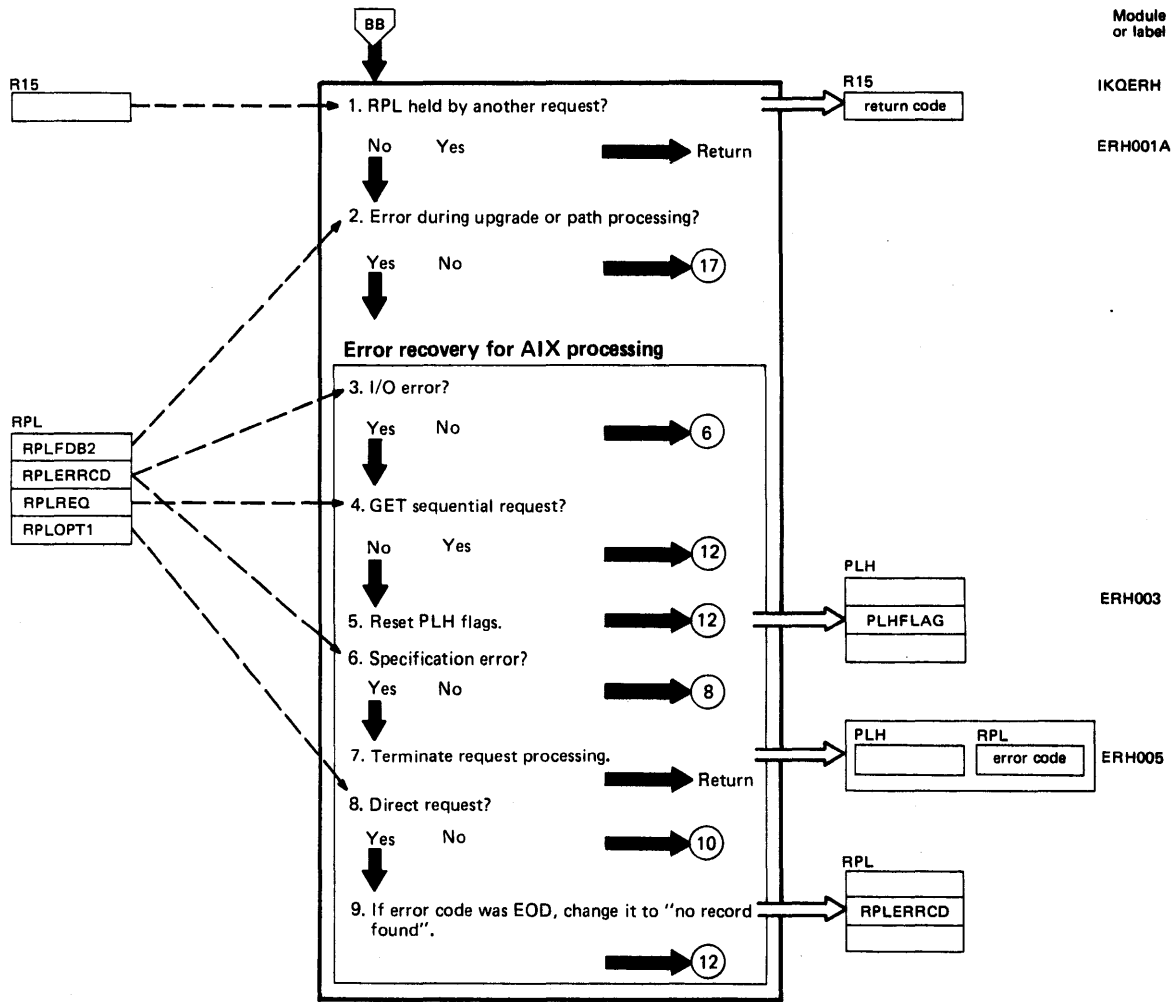 BB
Module
or label
R15
1. RPL held by another request?
R15
return code
IKQERH
No Yes Return
ERH001A
2. Error during upgrade or path processing?
Yes No 17
Error recovery for AIX processing
3. I/O error?
Yes No 6
RPL
RPLFDB2
RPLERRCD
RPLREQ
RPLOPT1
4. GET sequential request?
No Yes 12
5. Reset PLH flags. 12
PLH
PLHFLAG
ERH003
6. Specification error?
Yes No 8
7. Terminate request processing.
Return
PLH RPL
error code
ERH005
8. Direct request?
Yes No 10
9. If error code was EOD, change it to "no record
found".
12
RPL
RPLERRCD